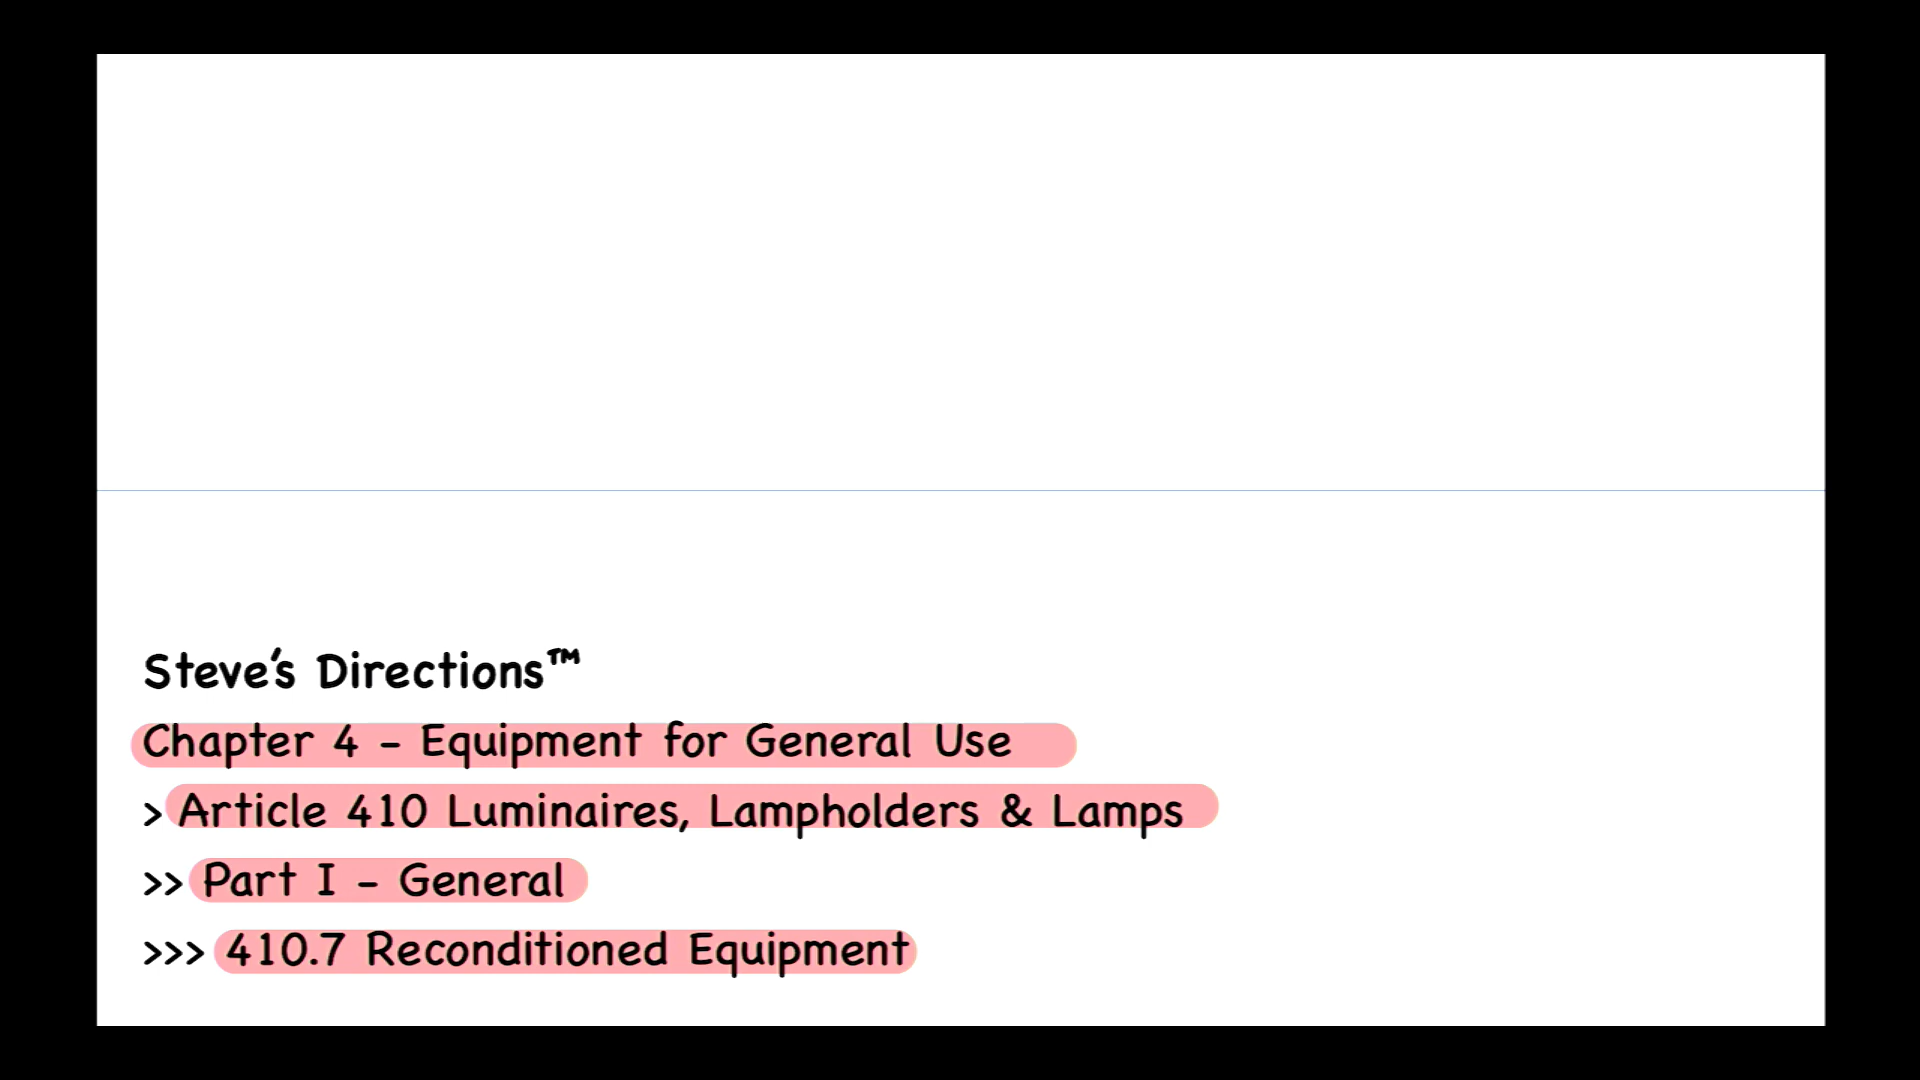 Steve's Directions™
Chapter 4 - Equipment for General Use
> Article 410 Luminaires, Lampholders & Lamps
>> Part I - General
>>> 410.7 Reconditioned Equipment